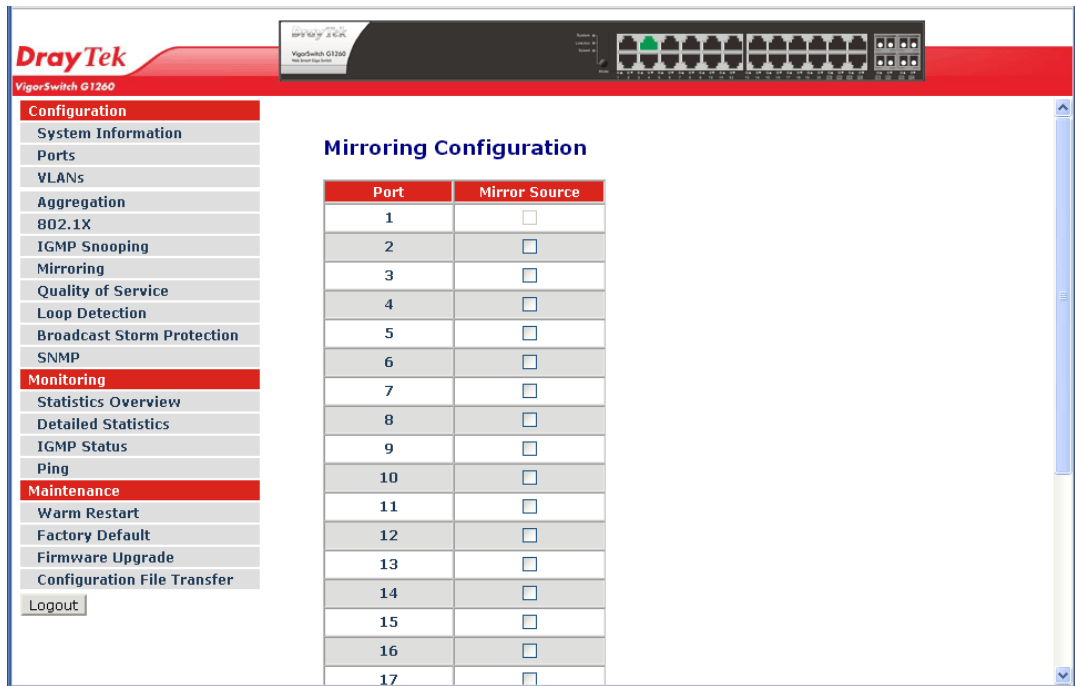 DrayTek
VigorSwitch G1260
DrayTek
VigorSwitch G1260
Configuration
System Information
Ports
VLANs
Aggregation
802.1X
IGMP Snooping
Mirroring
Quality of Service
Loop Detection
Broadcast Storm Protection
SNMP
Monitoring
Statistics Overview
Detailed Statistics
IGMP Status
Ping
Maintenance
Warm Restart
Factory Default
Firmware Upgrade
Configuration File Transfer
Logout
Mirroring Configuration
Port Mirror Source
1
2
3
4
5
6
7
8
9
10
11
12
13
14
15
16
17